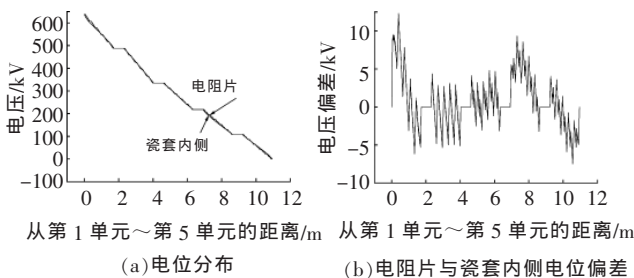 电压/kV
600
500
400
300
200
100
0
−100
电阻片
瓷套内侧
0 2 4 6 8 10 12
从第1单元～第5单元的距离/m
(a)电位分布
电压偏差/kV
10
5
0
−5
−10
0 2 4 6 8 10 12
从第1单元～第5单元的距离/m
(b)电阻片与瓷套内侧电位偏差